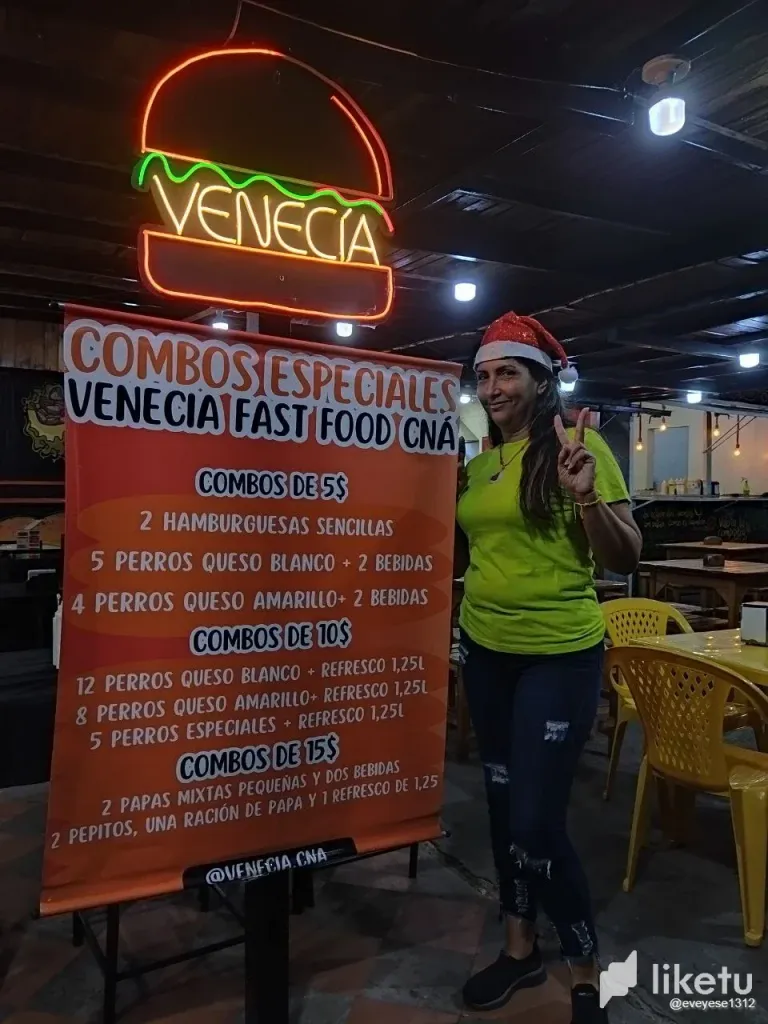 VENECÍA
COMBOS ESPECIALES
VENECIA FAST FOOD CNÁ
COMBOS DE 5$
2 HAMBURGUESAS SENCILLAS
5 PERROS QUESO BLANCO + 2 BEBIDAS
4 PERROS QUESO AMARILLO+ 2 BEBIDAS
COMBOS DE 10$
12 PERROS QUESO BLANCO + REFRESCO 1,25L
8 PERROS QUESO AMARILLO+ REFRESCO 1,25L
5 PERROS ESPECIALES + REFRESCO 1,25L
COMBOS DE 15$
2 PAPAS MIXTAS PEQUEÑAS Y DOS BEBIDAS
2 PEPITOS, UNA RACIÓN DE PAPA Y 1 REFRESCO DE 1,25
@VENECIA.CNA
liketu
@eveyese1312